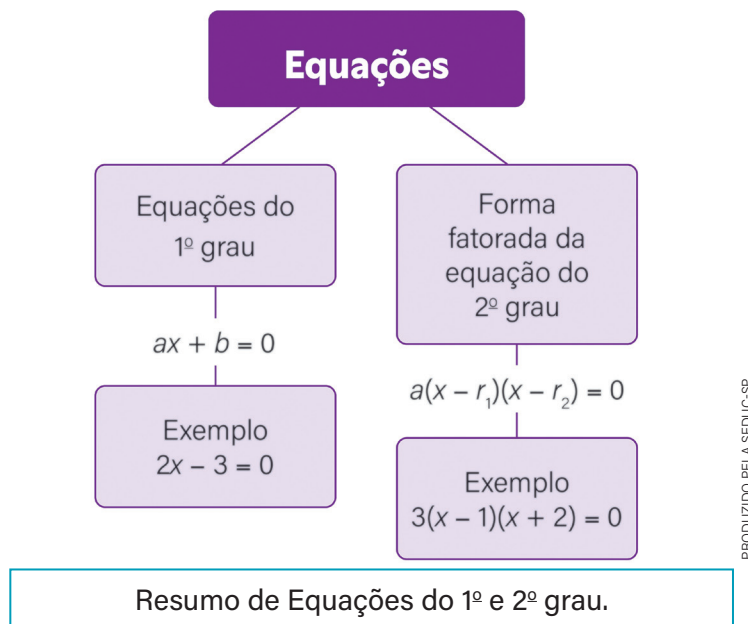 Equações
Equações do
1º grau
ax + b = 0
Exemplo
2x – 3 = 0
Forma
fatorada da
equação do
2º grau
a(x – r₁)(x – r₂) = 0
Exemplo
3(x – 1)(x + 2) = 0
PRODUZIDO PELA SEDUC-SP
Resumo de Equações do 1º e 2º grau.